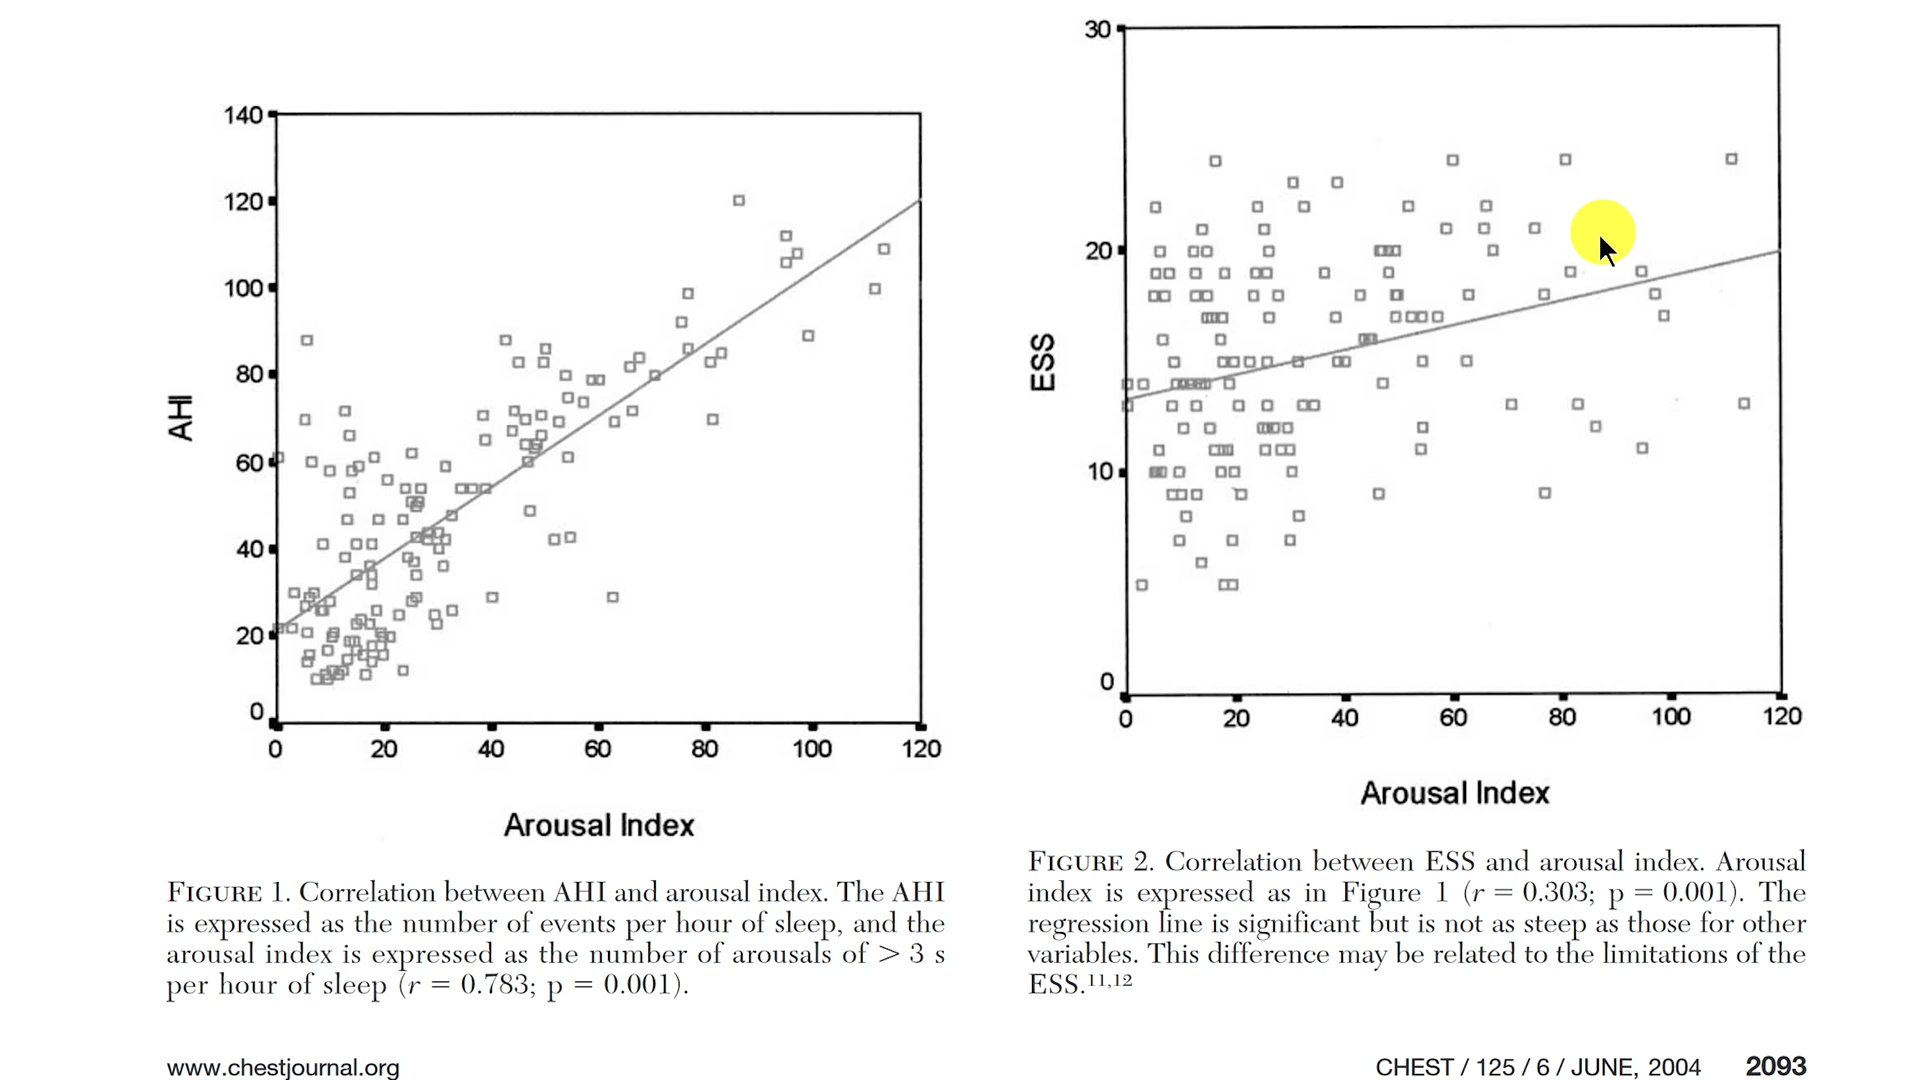 140
120
100
80
60
40
20
0
AHI
0 20 40 60 80 100 120
Arousal Index
FIGURE 1. Correlation between AHI and arousal index. The AHI
is expressed as the number of events per hour of sleep, and the
arousal index is expressed as the number of arousals of > 3 s
per hour of sleep (r = 0.783; p = 0.001).
30
20
10
0
ESS
0 20 40 60 80 100 120
Arousal Index
FIGURE 2. Correlation between ESS and arousal index. Arousal
index is expressed as in Figure 1 (r = 0.303; p = 0.001). The
regression line is significant but is not as steep as those for other
variables. This difference may be related to the limitations of the
ESS.11,12
www.chestjournal.org
CHEST / 125 / 6 / JUNE, 2004 2093